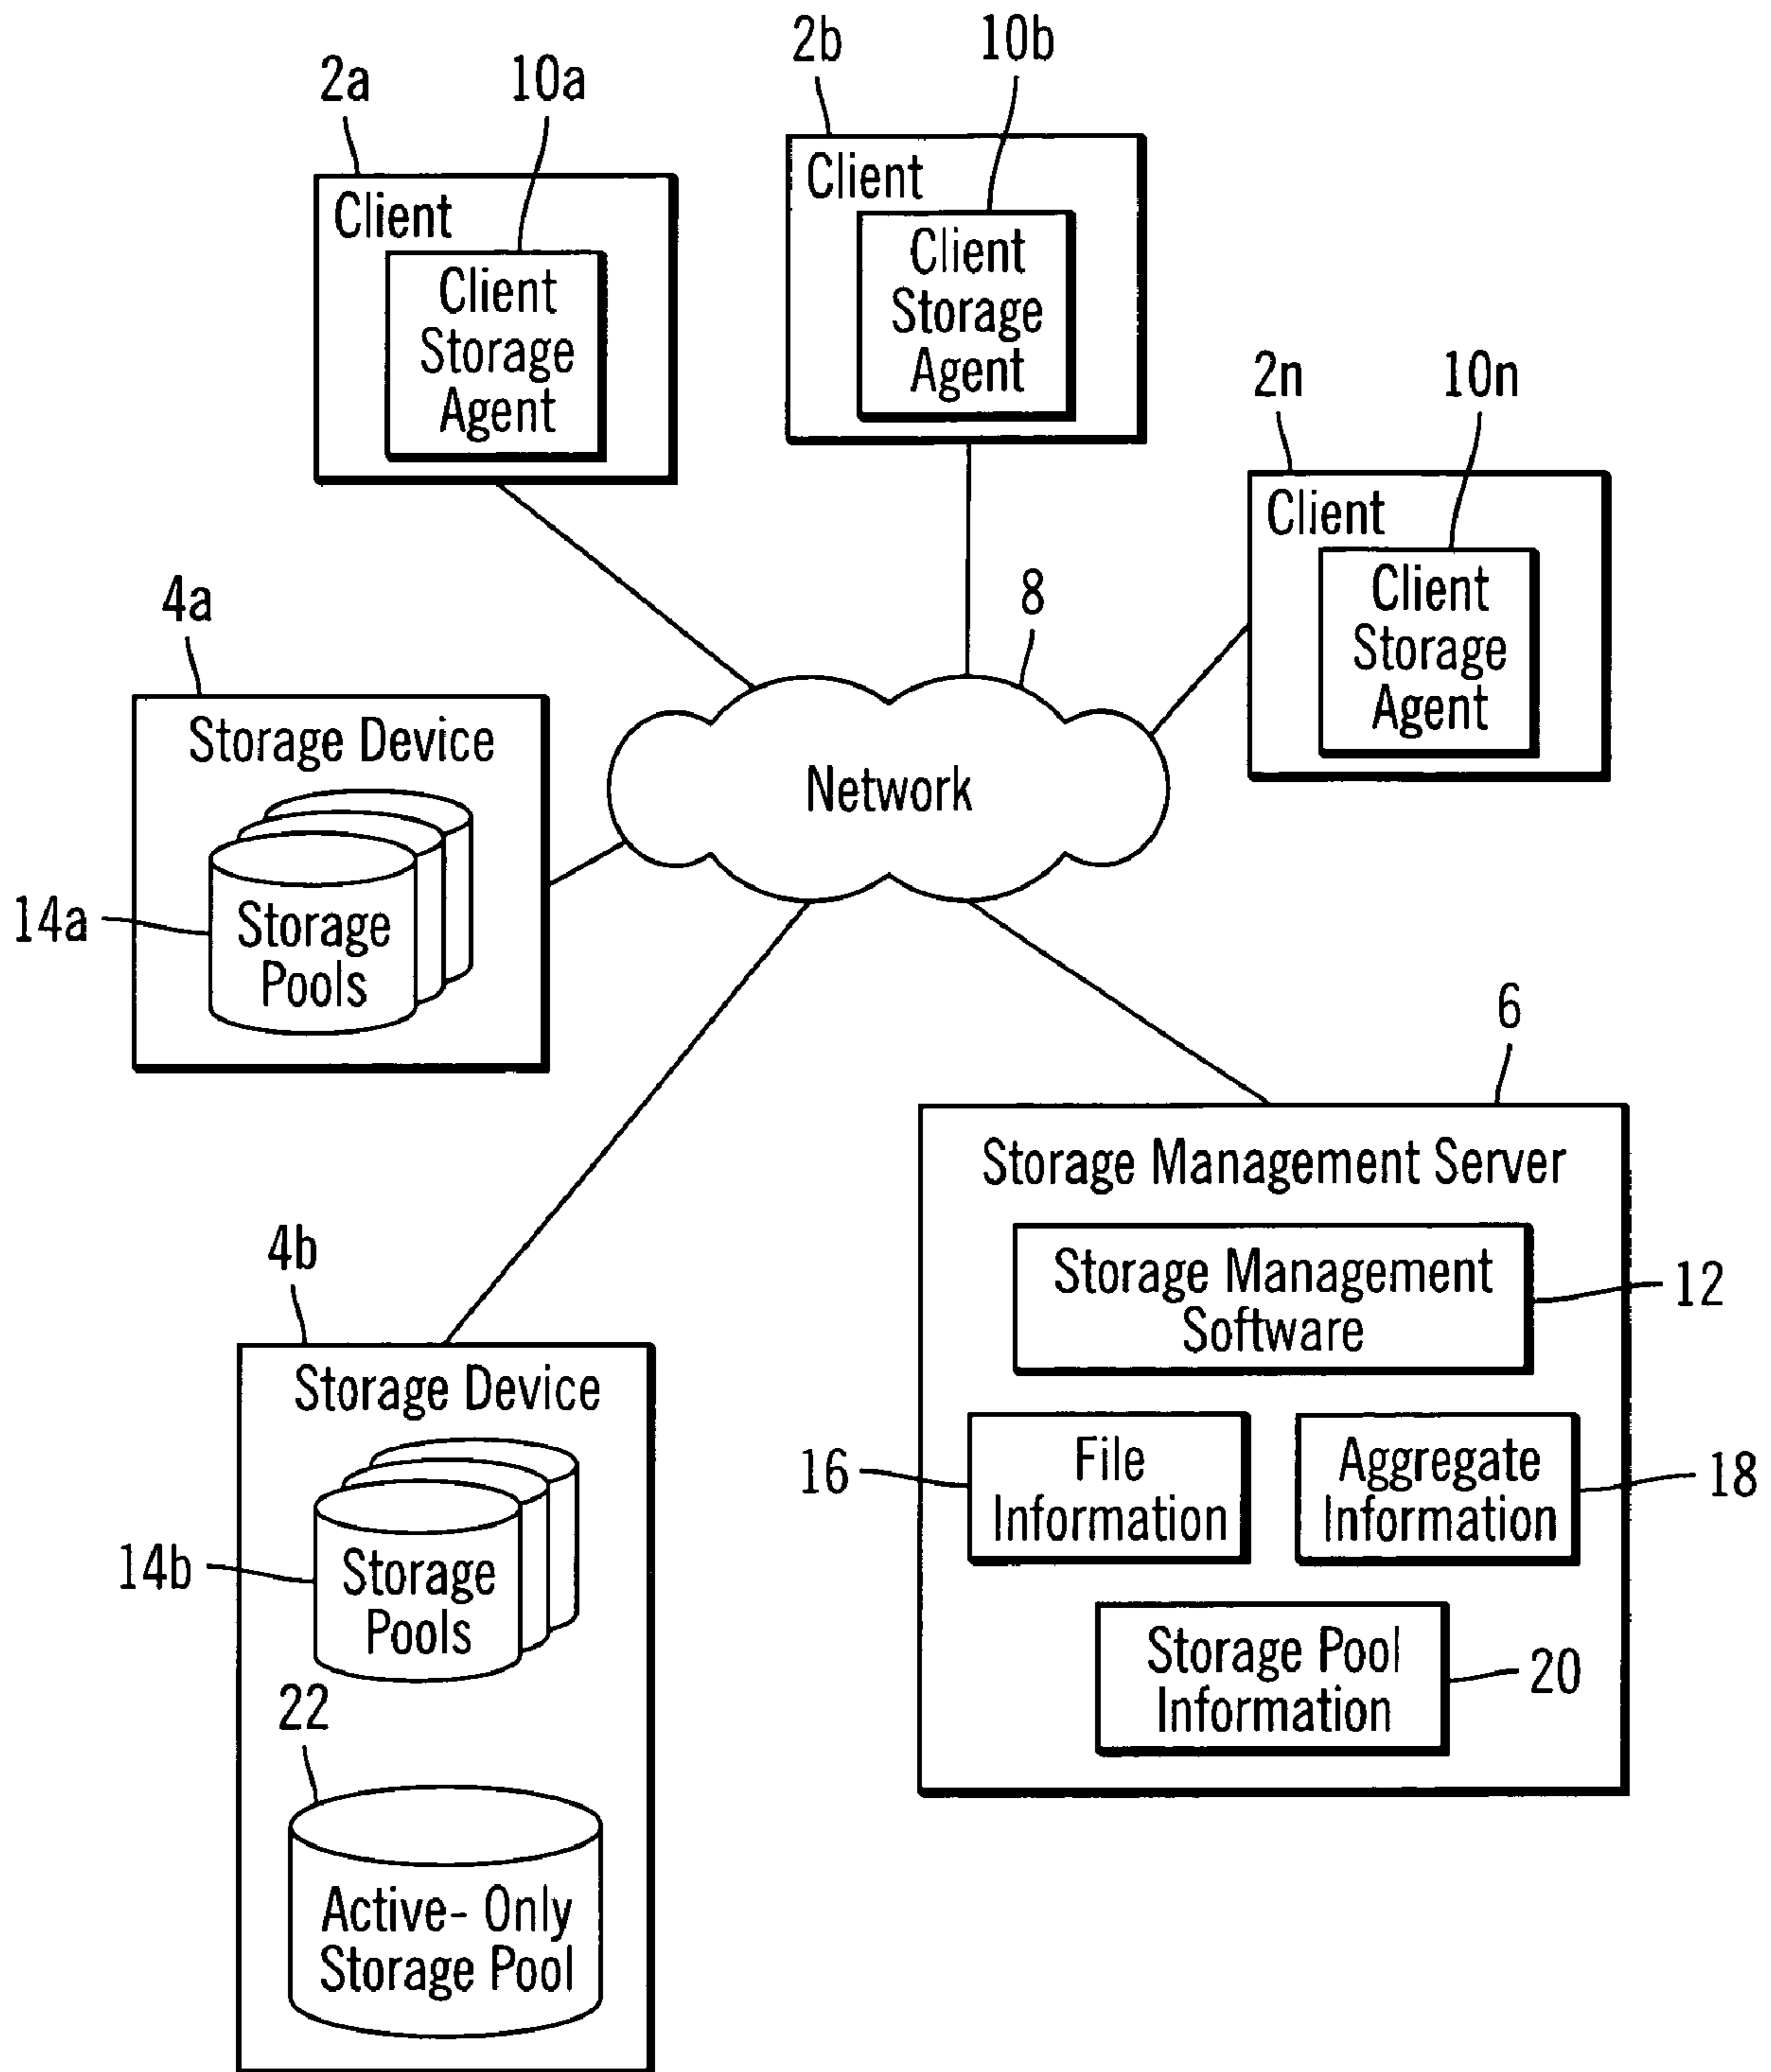 2b
10b
2a
10a
Client
Client
Storage
Agent
Client
Client
Storage
Agent
2n
10n
Client
Client
Storage
Agent
8
Network
4a
Storage Device
14a
Storage
Pools
6
Storage Management Server
Storage Management
Software
12
16
File
Information
Aggregate
Information
18
Storage Pool
Information
20
4b
Storage Device
14b
Storage
Pools
22
Active- Only
Storage Pool